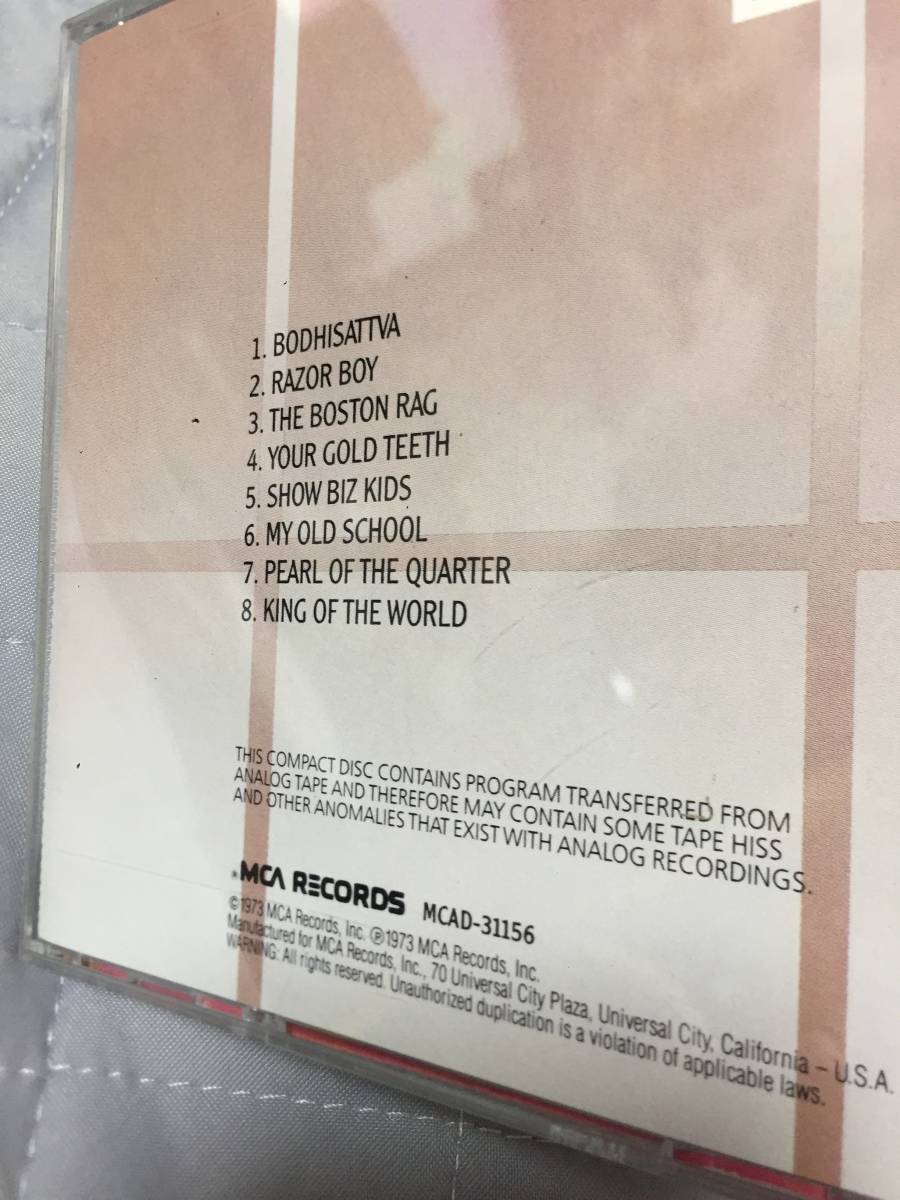 1. BODHISATTVA
2. RAZOR BOY
3. THE BOSTON RAG
4. YOUR GOLD TEETH
5. SHOW BIZ KIDS
6. MY OLD SCHOOL
7. PEARL OF THE QUARTER
8. KING OF THE WORLD
THIS COMPACT DISC CONTAINS PROGRAM TRANSFERRED FROM
ANALOG TAPE AND THEREFORE MAY CONTAIN SOME TAPE HISS
AND OTHER ANOMALIES THAT EXIST WITH ANALOG RECORDINGS.
MCA RECORDS MCAD-31156
©1973 MCA Records, Inc. ℗1973 MCA Records, Inc.
Manufactured for MCA Records, Inc., 70 Universal City Plaza, Universal City, California – U.S.A.
WARNING: All rights reserved. Unauthorized duplication is a violation of applicable laws.